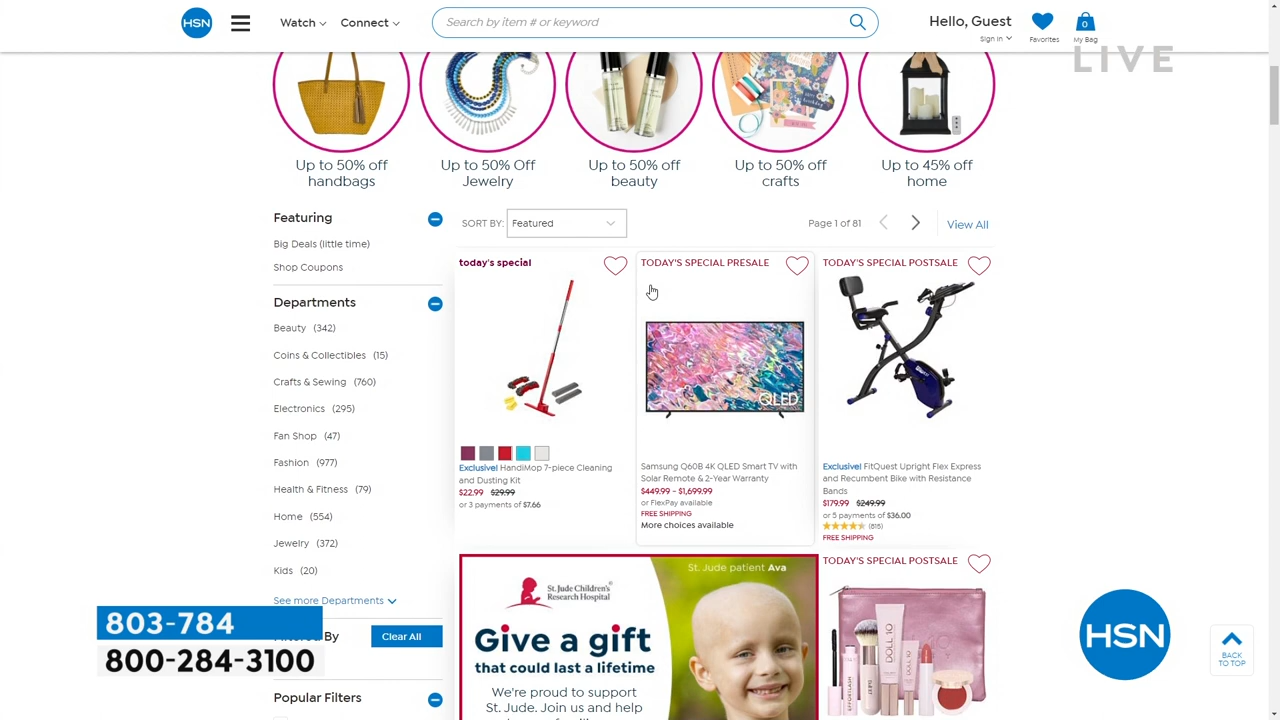 HSN
Watch
Connect
Search by item # or keyword
Hello, Guest
Sign In
Favorites
0
My Bag
LIVE
Up to 50% off
handbags
Up to 50% Off
Jewelry
Up to 50% off
beauty
Up to 50% off
crafts
Up to 45% off
home
Featuring
Big Deals (little time)
Shop Coupons
Departments
Beauty (342)
Coins & Collectibles (15)
Crafts & Sewing (760)
Electronics (295)
Fan Shop (47)
Fashion (977)
Health & Fitness (79)
Home (554)
Jewelry (372)
Kids (20)
See more Departments
Filtered By
Clear All
Popular Filters
SORT BY:
Featured
Page 1 of 81
View All
today's special
Exclusive! HandiMop 7-piece Cleaning
and Dusting Kit
$22.99 $29.99
or 3 payments of $7.66
TODAY'S SPECIAL PRESALE
QLED
Samsung Q60B 4K QLED Smart TV with
Solar Remote & 2-Year Warranty
$449.99 - $1,699.99
or FlexPay available
FREE SHIPPING
More choices available
TODAY'S SPECIAL POSTSALE
Exclusive! FitQuest Upright Flex Express
and Recumbent Bike with Resistance
Bands
$179.99 $249.99
or 5 payments of $36.00
(815)
FREE SHIPPING
St. Jude Children's
Research Hospital
St. Jude patient Ava
Give a gift
that could last a lifetime
We're proud to support
St. Jude. Join us and help
TODAY'S SPECIAL POSTSALE
DOLL 10
803-784
800-284-3100
HSN
BACK
TO TOP